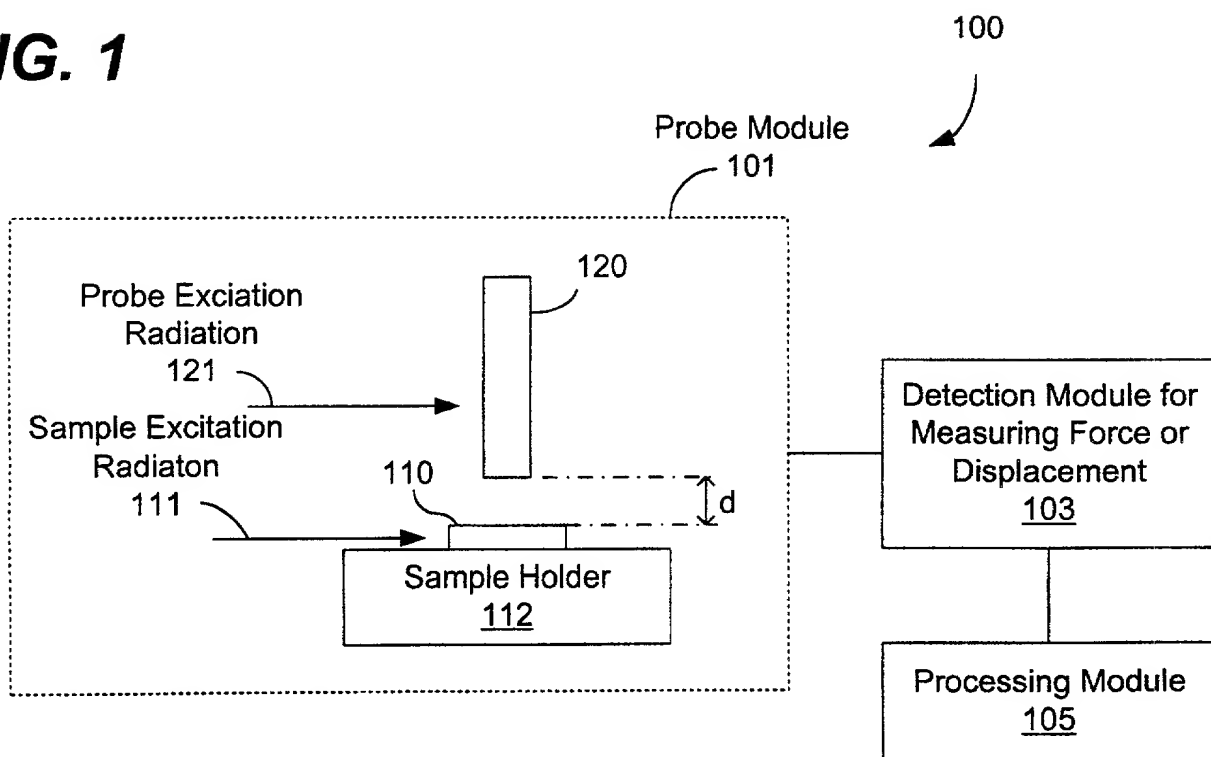 IG. 1
100
Probe Module
101
120
Probe Exciation
Radiation
121
Sample Excitation
Radiaton
111
110
d
Sample Holder
112
Detection Module for
Measuring Force or
Displacement
103
Processing Module
105